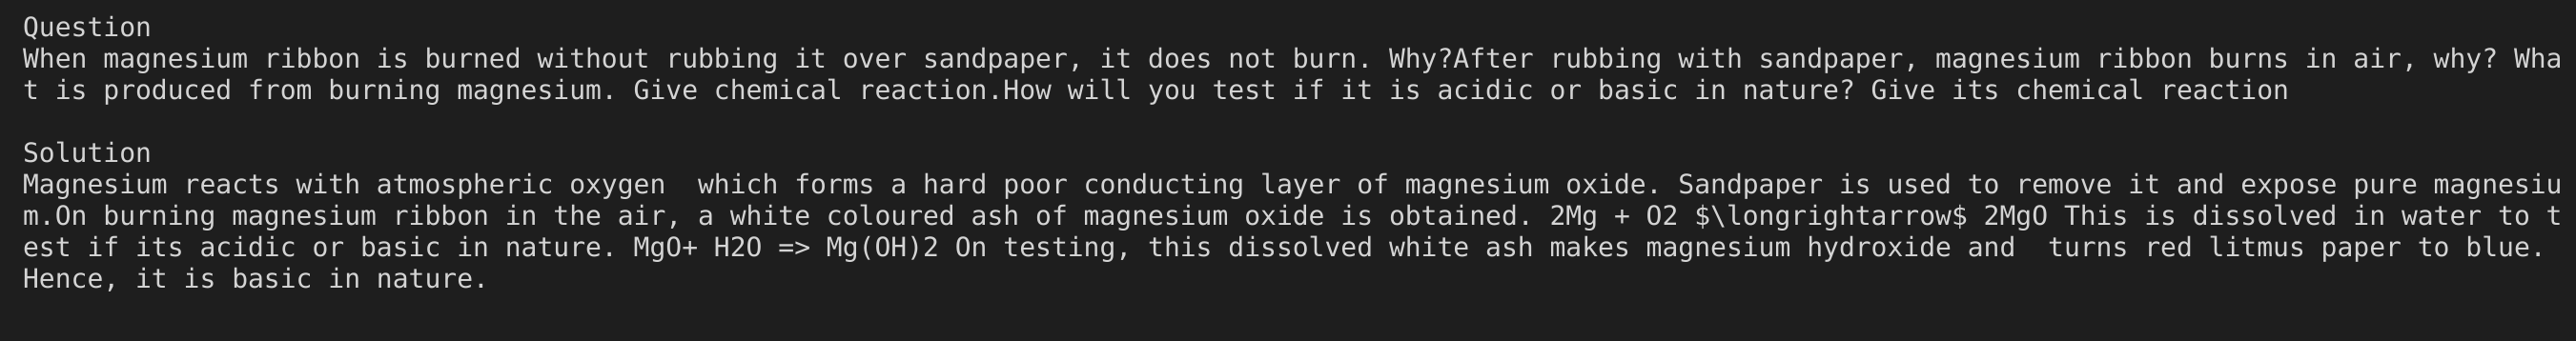 Question
When magnesium ribbon is burned without rubbing it over sandpaper, it does not burn. Why?After rubbing with sandpaper, magnesium ribbon burns in air, why? Wha
t is produced from burning magnesium. Give chemical reaction.How will you test if it is acidic or basic in nature? Give its chemical reaction
Solution
Magnesium reacts with atmospheric oxygen  which forms a hard poor conducting layer of magnesium oxide. Sandpaper is used to remove it and expose pure magnesiu
m.On burning magnesium ribbon in the air, a white coloured ash of magnesium oxide is obtained. 2Mg + O2 $\longrightarrow$ 2MgO This is dissolved in water to t
est if its acidic or basic in nature. MgO+ H2O => Mg(OH)2 On testing, this dissolved white ash makes magnesium hydroxide and  turns red litmus paper to blue.
Hence, it is basic in nature.